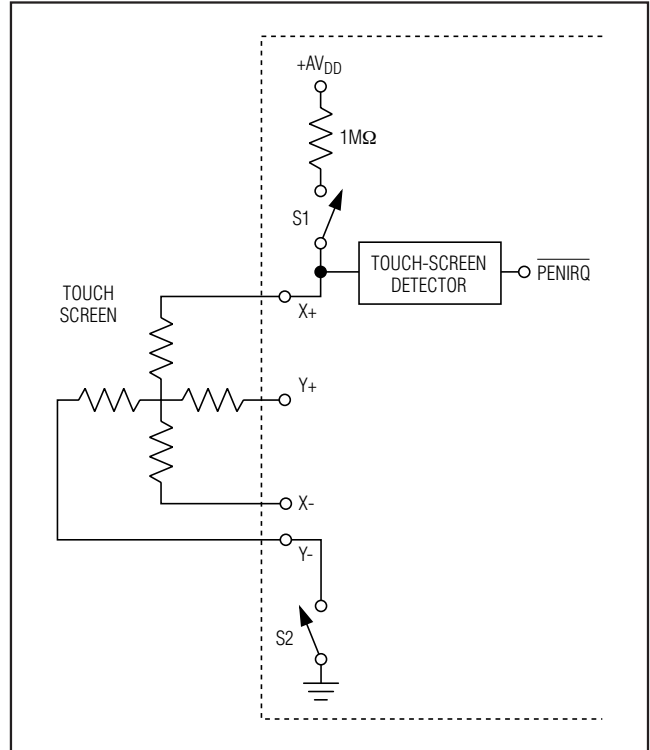 +AVDD
1MΩ
S1
TOUCH-SCREEN
DETECTOR
PENIRQ
TOUCH
SCREEN
X+
Y+
X-
Y-
S2